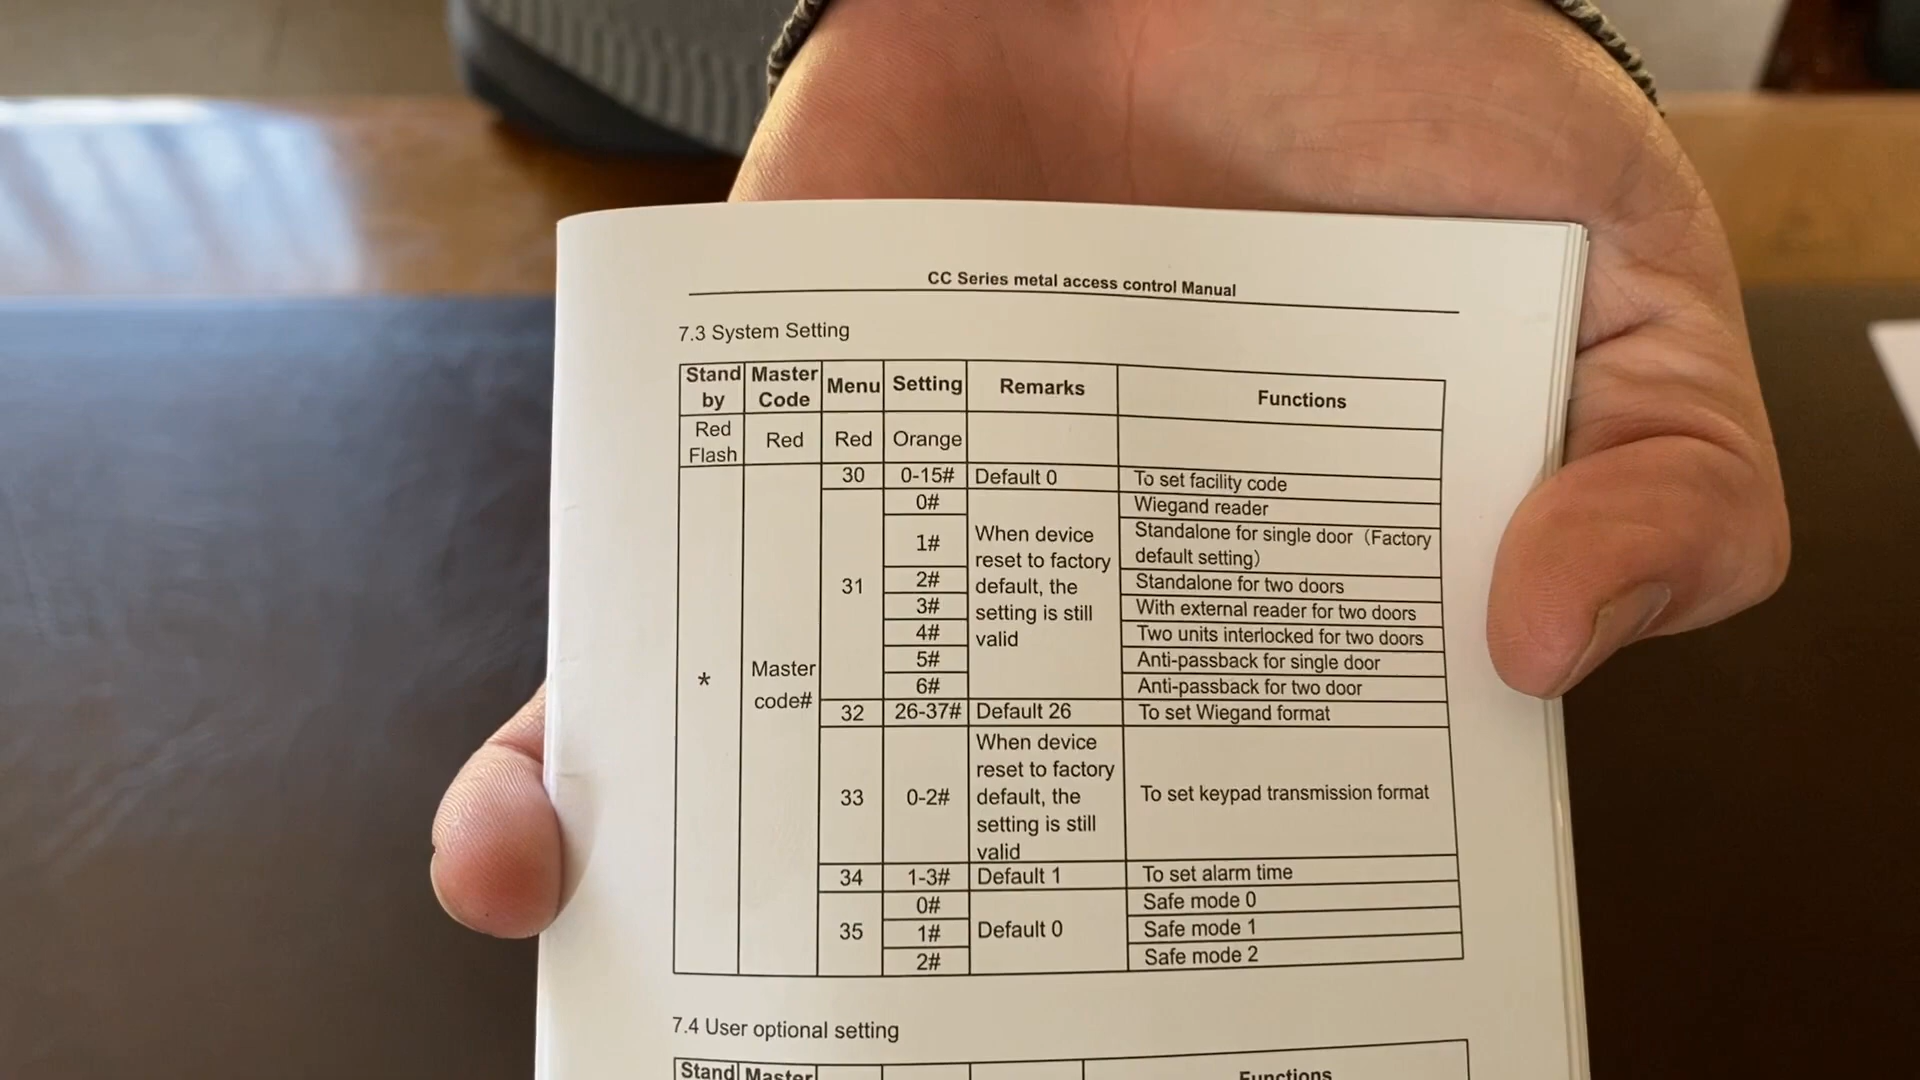 CC Series metal access control Manual
7.3 System Setting
Stand by Master Code Menu Setting Remarks Functions
Red Flash Red Red Orange
* Master code#
30 0-15# Default 0 To set facility code
31 When device reset to factory default, the setting is still valid
0# Wiegand reader
1# Standalone for single door（Factory default setting）
2# Standalone for two doors
3# With external reader for two doors
4# Two units interlocked for two doors
5# Anti-passback for single door
6# Anti-passback for two door
32 26-37# Default 26 To set Wiegand format
33 0-2# When device reset to factory default, the setting is still valid To set keypad transmission format
34 1-3# Default 1 To set alarm time
35 Default 0
0# Safe mode 0
1# Safe mode 1
2# Safe mode 2
7.4 User optional setting
Stand Master Functions